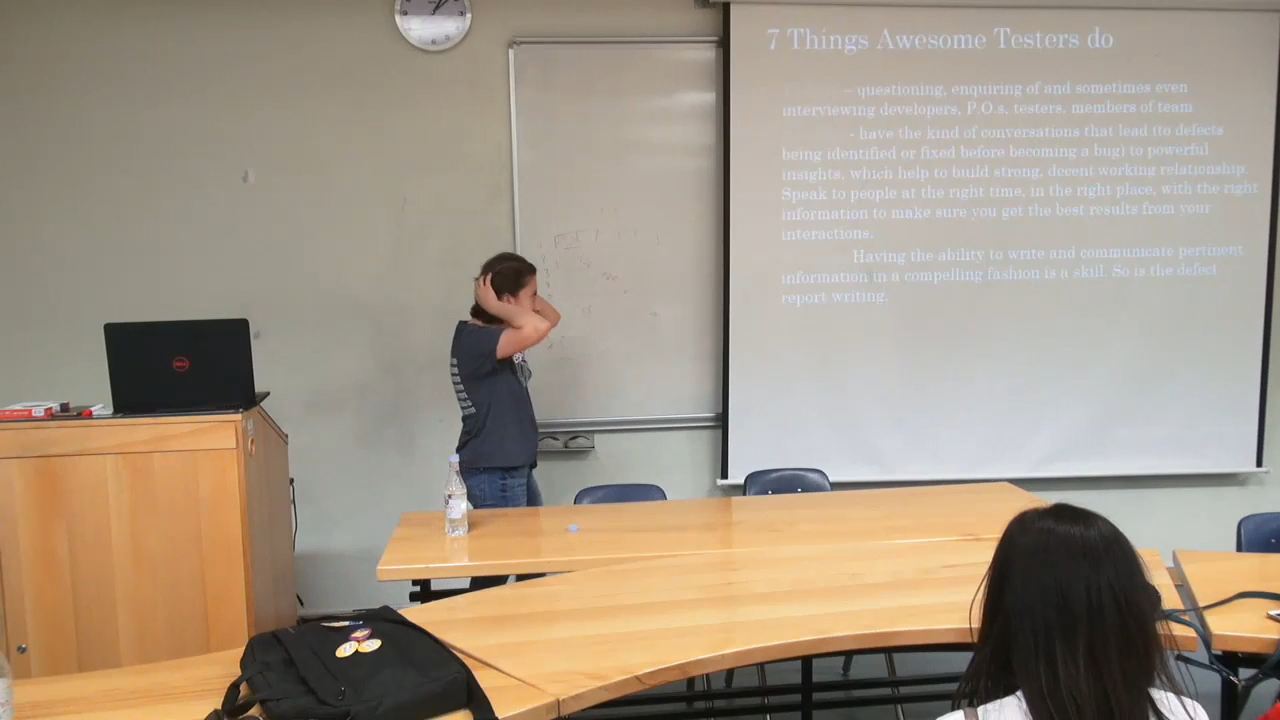 7 Things Awesome Testers do
– questioning, enquiring of and sometimes even
interviewing developers, P.O.s, testers, members of team
- have the kind of conversations that lead (to defects
being identified or fixed before becoming a bug) to powerful
insights, which help to build strong, decent working relationship.
Speak to people at the right time, in the right place, with the right
information to make sure you get the best results from your
interactions.
Having the ability to write and communicate pertinent
information in a compelling fashion is a skill. So is the defect
report writing.
DELL